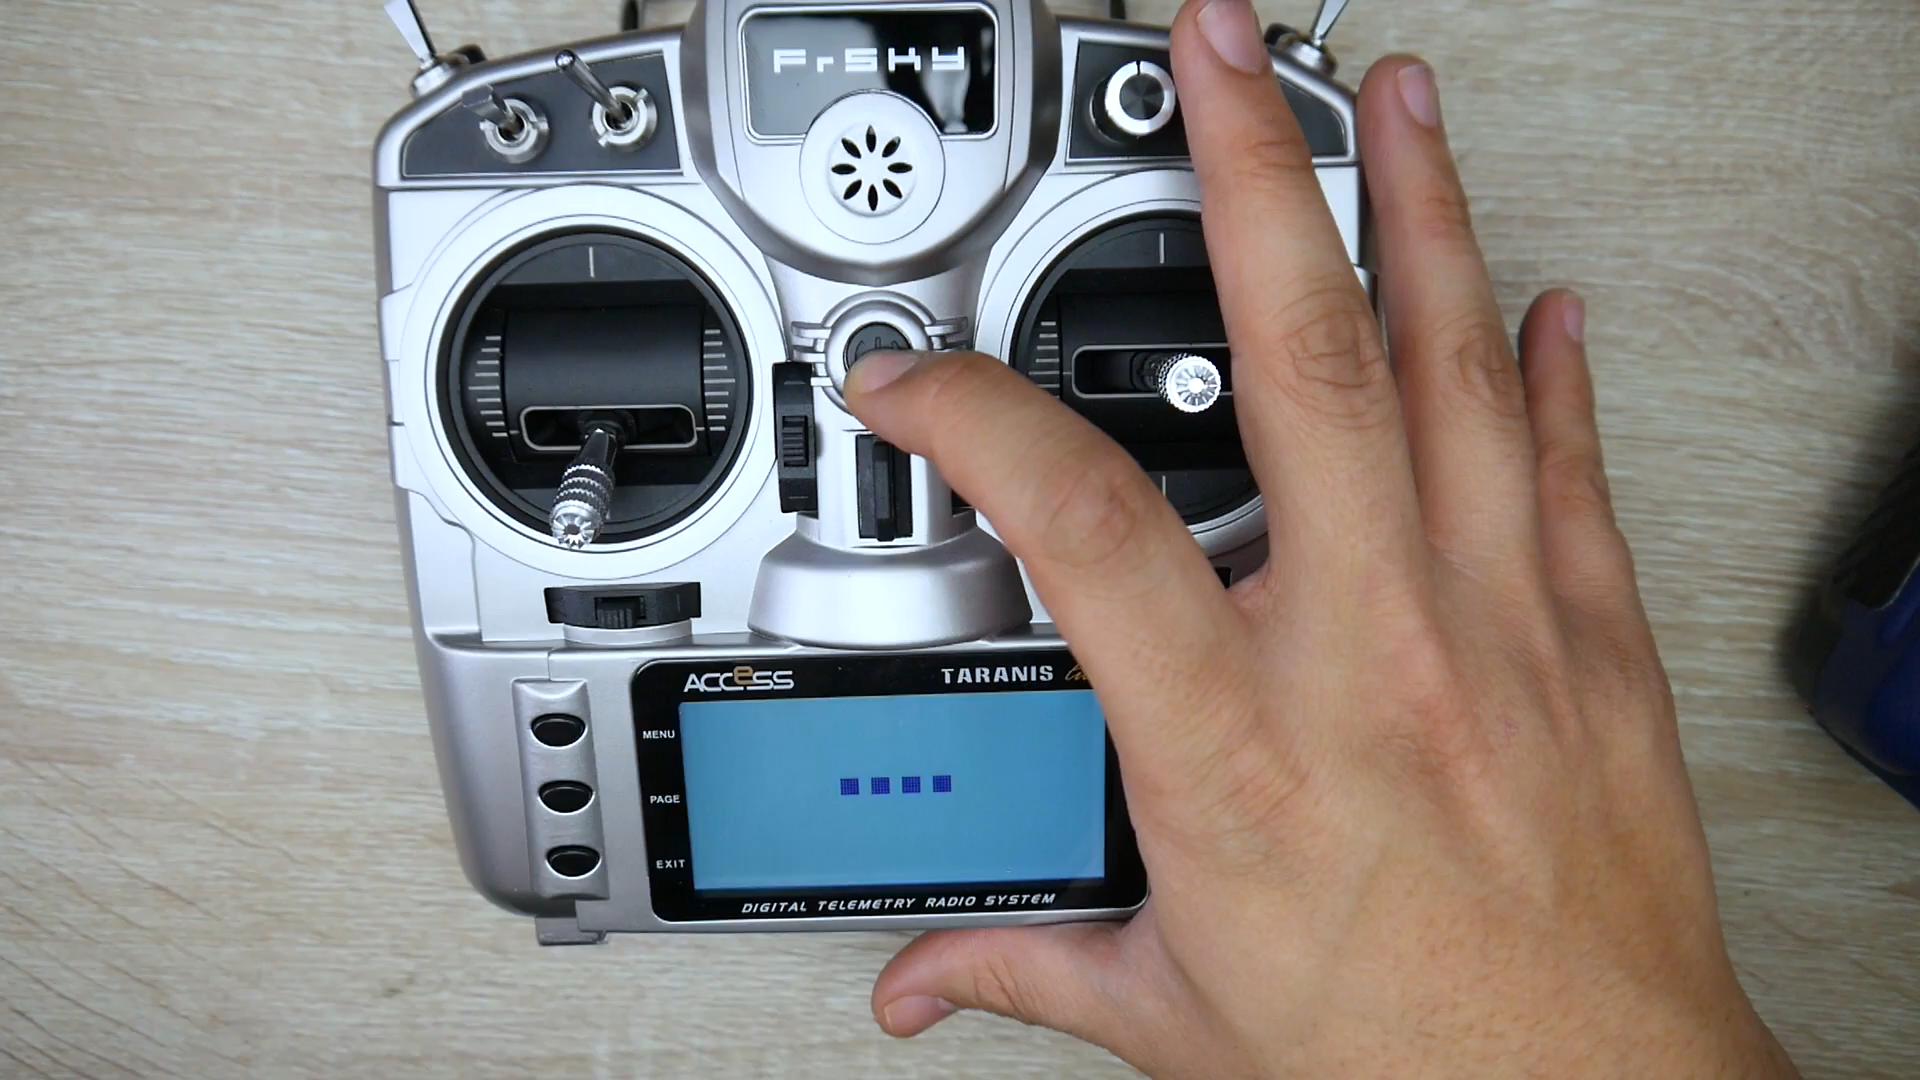 FrSKY
ACCESS
TARANIS
MENU
PAGE
EXIT
DIGITAL TELEMETRY RADIO SYSTEM